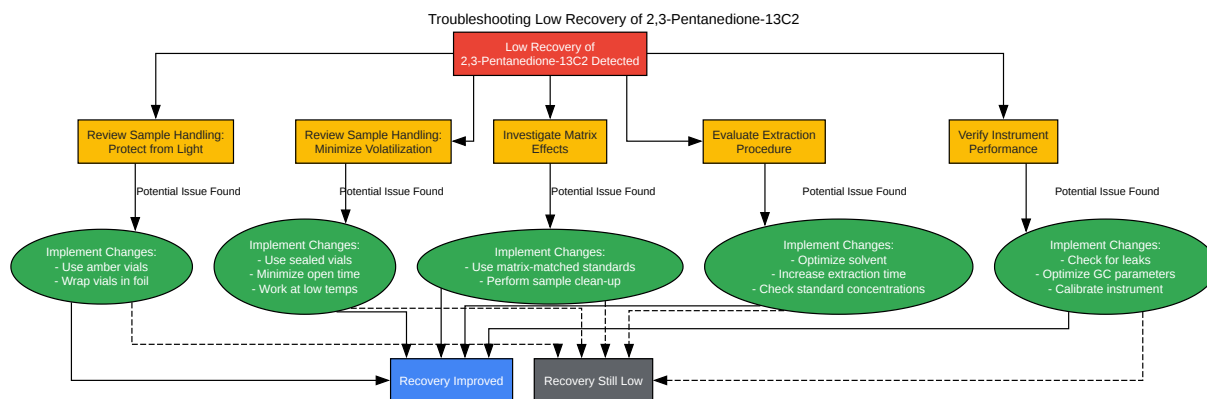 Troubleshooting Low Recovery of 2,3-Pentanedione-13C2
Low Recovery of
2,3-Pentanedione-13C2 Detected
Review Sample Handling:
Protect from Light
Review Sample Handling:
Minimize Volatilization
Investigate Matrix
Effects
Evaluate Extraction
Procedure
Verify Instrument
Performance
Potential Issue Found
Potential Issue Found
Potential Issue Found
Potential Issue Found
Potential Issue Found
Implement Changes:
- Use amber vials
- Wrap vials in foil
Implement Changes:
- Use sealed vials
- Minimize open time
- Work at low temps
Implement Changes:
- Use matrix-matched standards
- Perform sample clean-up
Implement Changes:
- Optimize solvent
- Increase extraction time
- Check standard concentrations
Implement Changes:
- Check for leaks
- Optimize GC parameters
- Calibrate instrument
Recovery Improved
Recovery Still Low